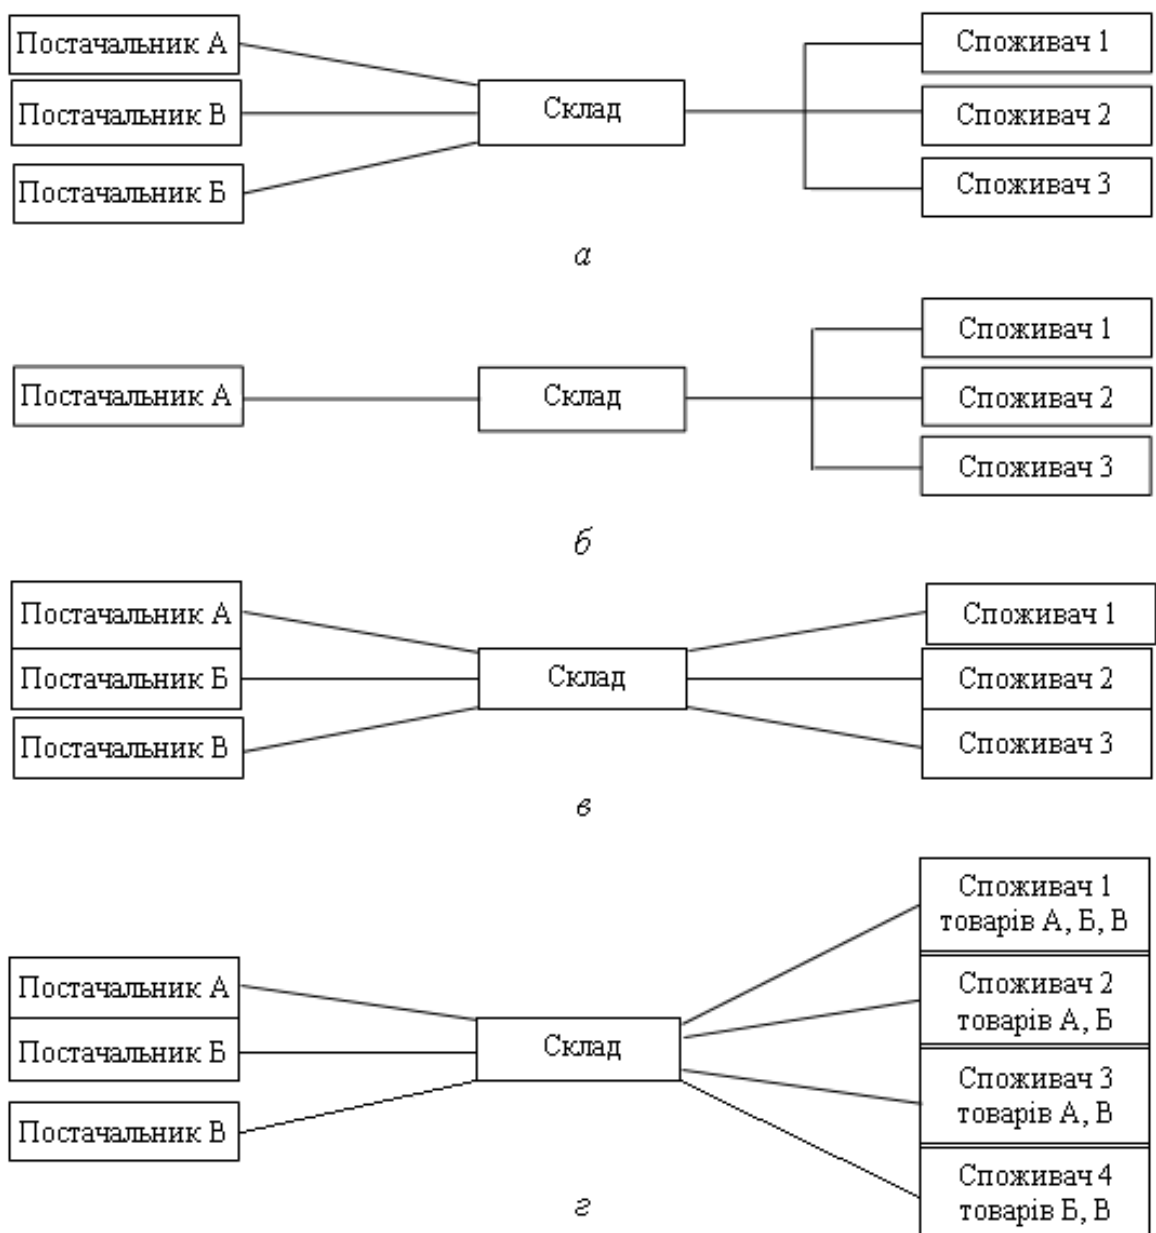 Постачальник А
Споживач 1
Постачальник В
Склад
Споживач 2
Постачальник Б
Споживач 3
а
Постачальник А
Склад
Споживач 1
Споживач 2
Споживач 3
б
Постачальник А
Споживач 1
Постачальник Б
Склад
Споживач 2
Постачальник В
Споживач 3
в
Постачальник А
Постачальник Б
Постачальник В
Склад
Споживач 1
товарів А, Б, В
Споживач 2
товарів А, Б
Споживач 3
товарів А, В
Споживач 4
товарів Б, В
г